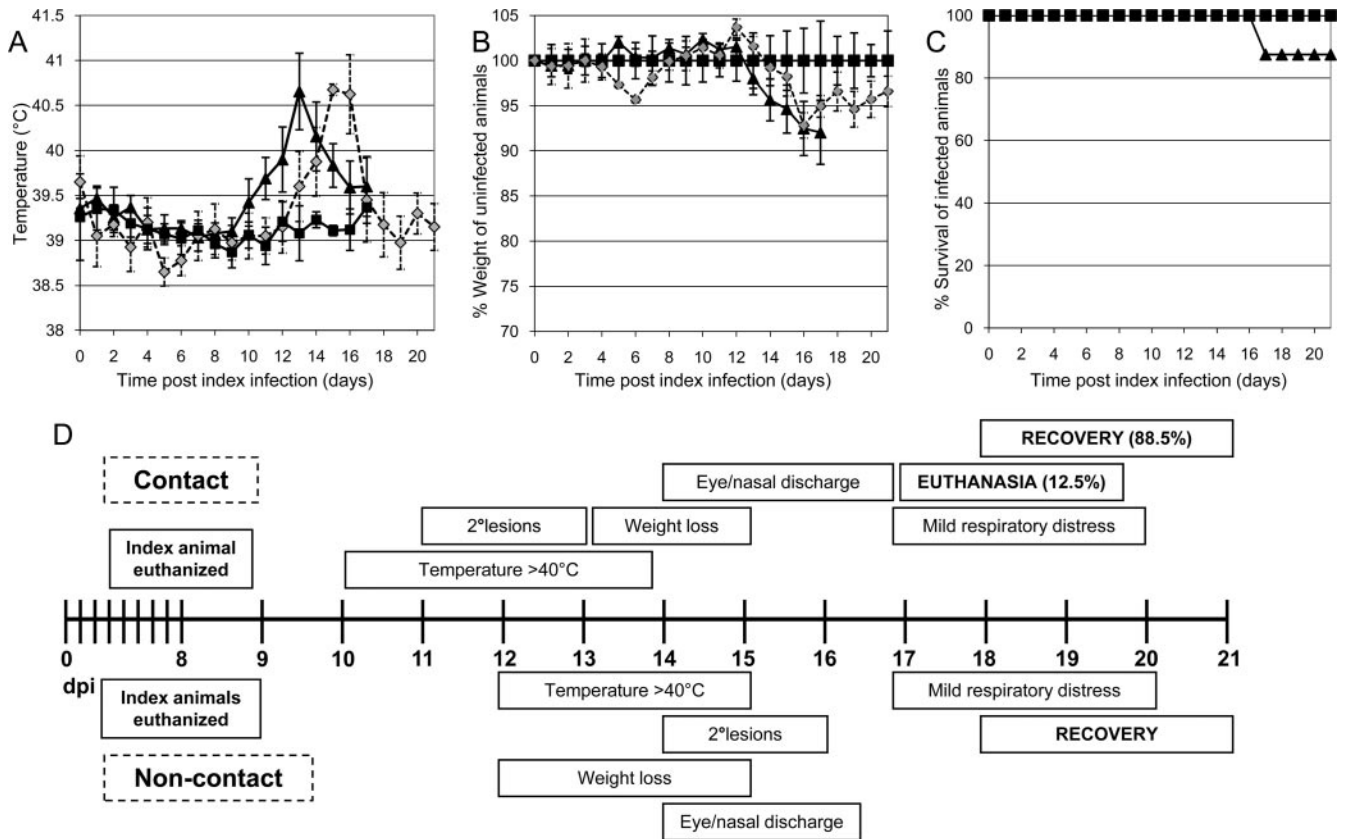 A
Temperature (°C)
41.5
41
40.5
40
39.5
39
38.5
38
0 2 4 6 8 10 12 14 16 18 20
Time post index infection (days)
B
% Weight of uninfected animals
105
100
95
90
85
80
75
70
0 2 4 6 8 10 12 14 16 18 20
Time post index infection (days)
C
% Survival of infected animals
100
80
60
40
20
0
0 2 4 6 8 10 12 14 16 18 20
Time post index infection (days)
D
RECOVERY (88.5%)
Contact
Eye/nasal discharge
EUTHANASIA (12.5%)
Index animal
euthanized
2°lesions
Weight loss
Mild respiratory distress
Temperature >40°C
0 8 9 10 11 12 13 14 15 16 17 18 19 20 21
dpi
Index animals
euthanized
Temperature >40°C
Mild respiratory distress
2°lesions
RECOVERY
Non-contact
Weight loss
Eye/nasal discharge